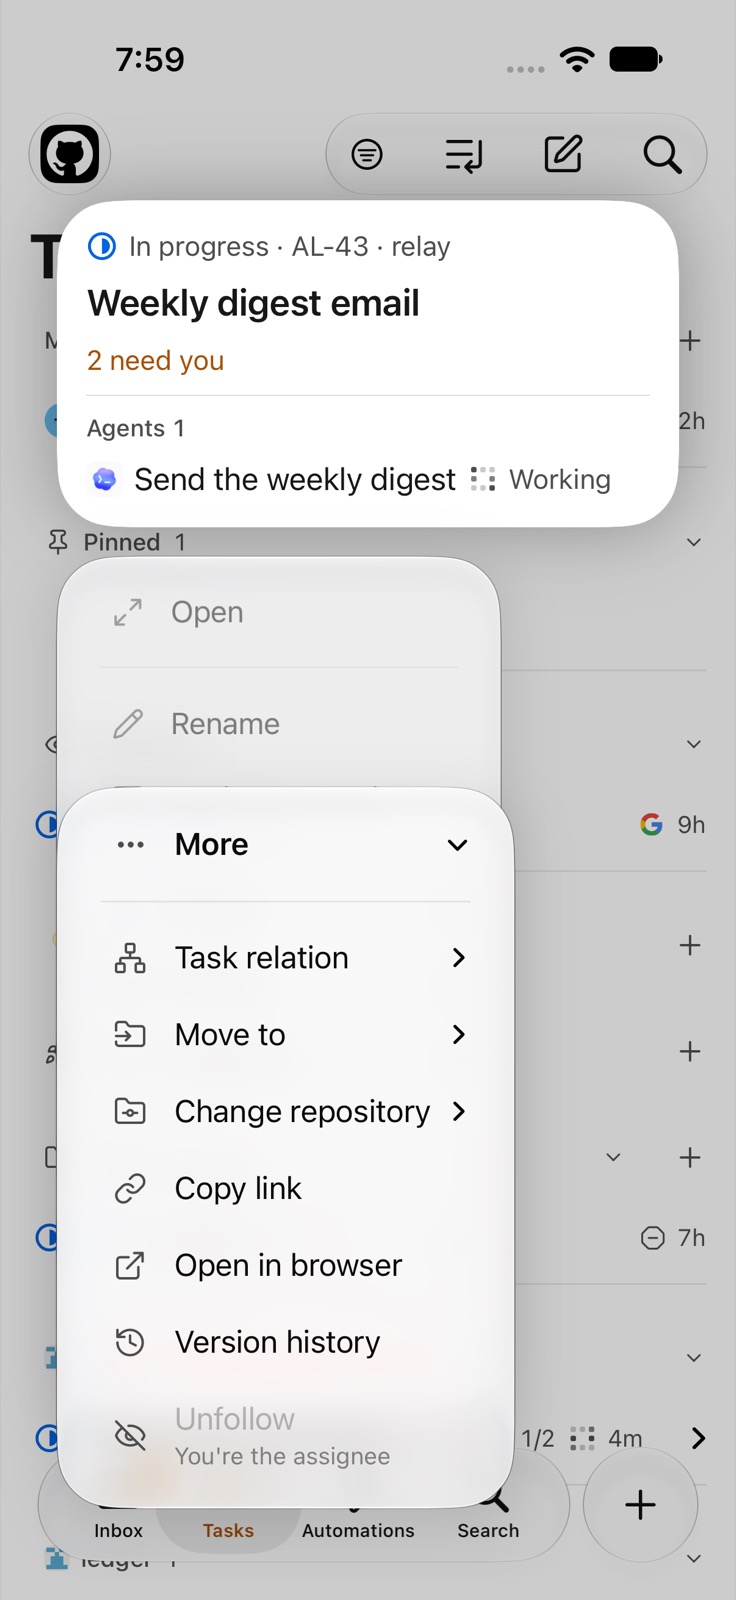 7:59
In progress · AL-43 · relay
Weekly digest email
2 need you
2h
Agents 1
Send the weekly digest Working
Pinned 1
Open
Rename
9h
More
Task relation
Move to
Change repository
Copy link
7h
Open in browser
Version history
Unfollow
You're the assignee
1/2 4m
Inbox Tasks Automations Search
ledger